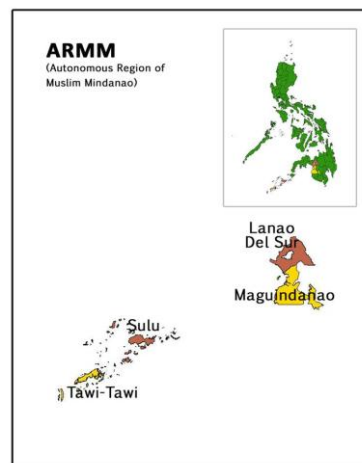 ARMM
(Autonomous Region of
Muslim Mindanao)
Lanao
Del Sur
Maguindanao
Sulu
Tawi-Tawi